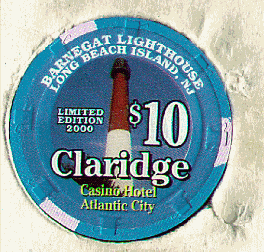 BARNEGAT LIGHTHOUSE
LONG BEACH ISLAND, NJ
LIMITED
EDITION
2000
$10
Claridge
Casino Hotel
Atlantic City